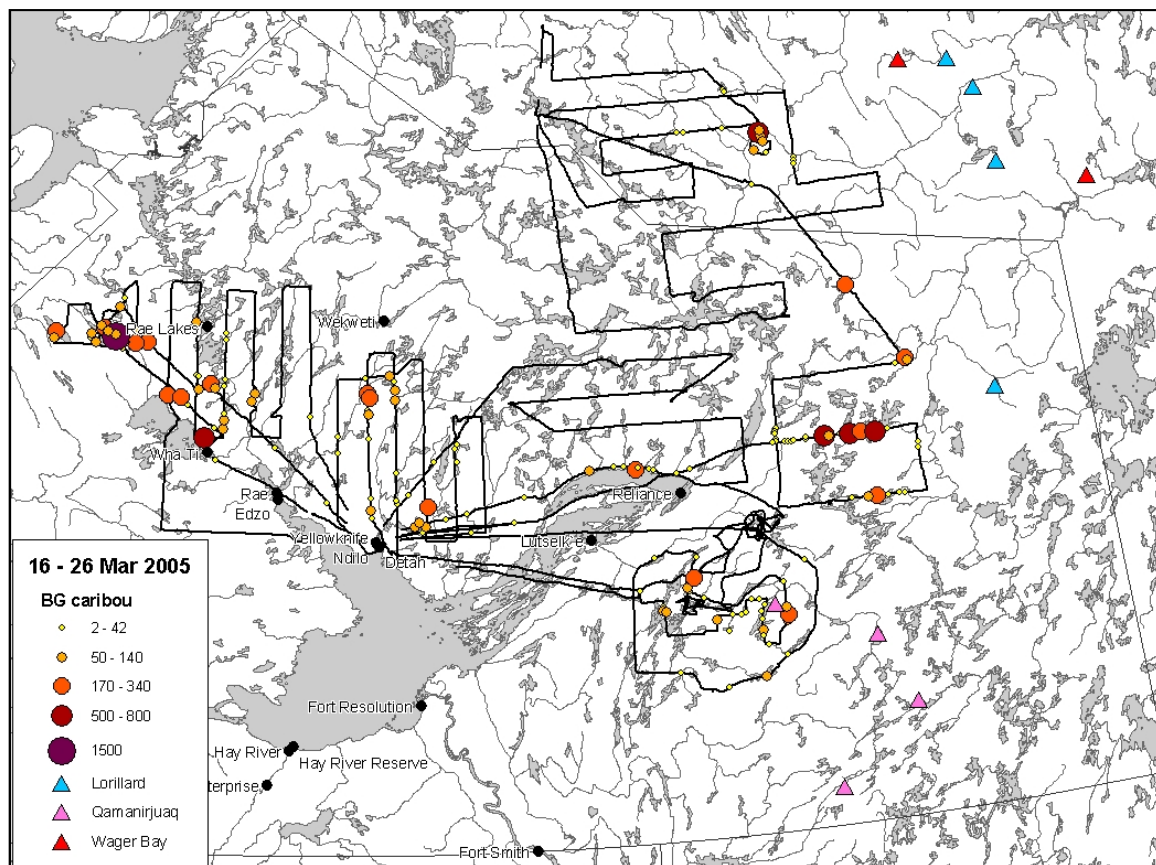 Rae Lakes
Wekweti
Wha Ti
Rae
Edzo
Reliance
Yellowknife
Ndilo
Detah
Lutselk'e
16 - 26 Mar 2005
BG caribou
2 - 42
50 - 140
170 - 340
500 - 800
1500
Lorillard
Qamanirjuaq
Wager Bay
Fort Resolution
Hay River
Hay River Reserve
terprise
Fort Smith